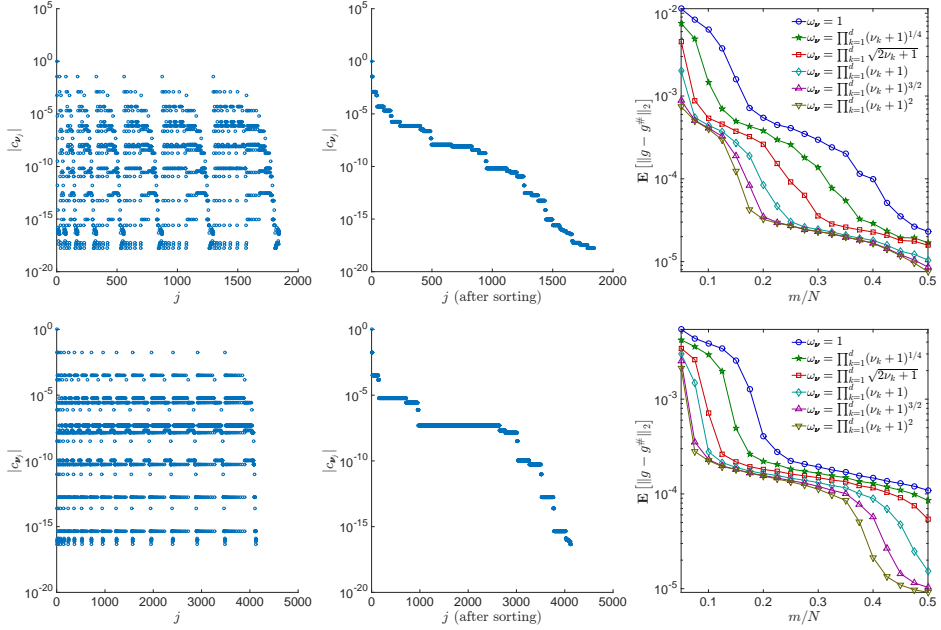 10^0
10^{-5}
10^{-10}
10^{-15}
10^{-20}
|c_{ν_j}|
0 500 1000 1500 2000
j
10^0
10^{-5}
10^{-10}
10^{-15}
10^{-20}
|c_{ν_j}|
0 500 1000 1500 2000
j (after sorting)
10^{-2}
10^{-3}
10^{-4}
10^{-5}
E [‖g − g^#‖_2]
ω_ν = 1
ω_ν = ∏_{k=1}^d (ν_k + 1)^{1/4}
ω_ν = ∏_{k=1}^d √(2ν_k + 1)
ω_ν = ∏_{k=1}^d (ν_k + 1)
ω_ν = ∏_{k=1}^d (ν_k + 1)^{3/2}
ω_ν = ∏_{k=1}^d (ν_k + 1)^2
0.1 0.2 0.3 0.4 0.5
m/N
10^0
10^{-5}
10^{-10}
10^{-15}
10^{-20}
|c_{ν_j}|
0 1000 2000 3000 4000 5000
j
10^0
10^{-5}
10^{-10}
10^{-15}
10^{-20}
|c_{ν_j}|
0 1000 2000 3000 4000 5000
j (after sorting)
10^{-3}
10^{-4}
10^{-5}
E [‖g − g^#‖_2]
ω_ν = 1
ω_ν = ∏_{k=1}^d (ν_k + 1)^{1/4}
ω_ν = ∏_{k=1}^d √(2ν_k + 1)
ω_ν = ∏_{k=1}^d (ν_k + 1)
ω_ν = ∏_{k=1}^d (ν_k + 1)^{3/2}
ω_ν = ∏_{k=1}^d (ν_k + 1)^2
0.1 0.2 0.3 0.4 0.5
m/N